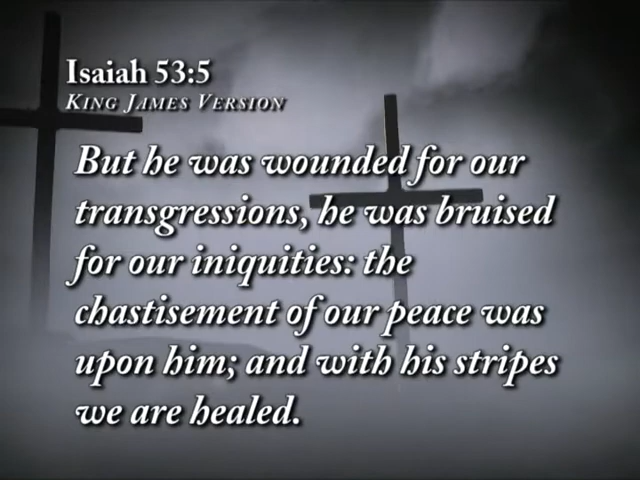 Isaiah 53:5
King James Version
But he was wounded for our
transgressions, he was bruised
for our iniquities: the
chastisement of our peace was
upon him; and with his stripes
we are healed.